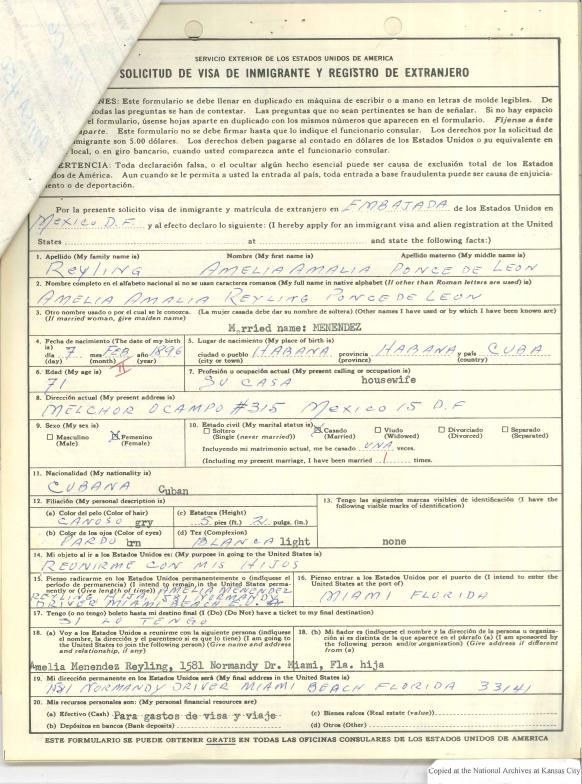 SERVICIO EXTERIOR DE LOS ESTADOS UNIDOS DE AMERICA
SOLICITUD DE VISA DE INMIGRANTE Y REGISTRO DE EXTRANJERO
NES: Este formulario se debe llenar en duplicado en máquina de escribir o a mano en letras de molde legibles. De
todas las preguntas se han de contestar. Las preguntas que no sean pertinentes se han de señalar. Si no hay espacio
el formulario, úsense hojas aparte en duplicado con los mismos números que aparecen en el formulario. Fíjense a éste
aparte. Este formulario no se debe firmar hasta que lo indique el funcionario consular. Los derechos por la solicitud de
migrante son 5.00 dólares. Los derechos deben pagarse al contado en dólares de los Estados Unidos o su equivalente en
local, o en giro bancario, cuando usted comparezca ante el funcionario consular.
ERTENCIA: Toda declaración falsa, o el ocultar algún hecho esencial puede ser causa de exclusión total de los Estados
dos de América. Aun cuando se le permita a usted la entrada al país, toda entrada a base fraudulenta puede ser causa de enjuicia-
ento o de deportación.
Por la presente solicito visa de inmigrante y matrícula de extranjero en EMBAJADA de los Estados Unidos en
Mexico D.F. y al efecto declaro lo siguiente: (I hereby apply for an immigrant visa and alien registration at the United
States at and state the following facts:)
1. Apellido (My family name is) Nombre (My first name is) Apellido materno (My middle name is)
Reyling AMELIA AMALIA PONCE DE LEON
2. Nombre completo en el alfabeto nacional si no se usan caracteres romanos (My full name in native alphabet (if other than Roman letters are used) is)
AMELIA AMALIA REYLING PONCE DE LEON
3. Otro nombre usado o por el cual se le conozca. (La mujer casada debe dar su nombre de soltera) (Other names I have used or by which I have been known)
(If married woman, give maiden name)
Married name: MENENDEZ
4. Fecha de nacimiento (The date of my birth is) 5. Lugar de nacimiento (My place of birth is)
día 7 mes FEB año 1896 ciudad o pueblo HABANA provincia HABANA y país CUBA
(day) (month) (year) (city or town) (province) (country)
II
6. Edad (My age is) 7. Profesión u ocupación actual (My present calling or occupation is)
71 SU CASA housewife
8. Dirección actual (My present address is)
MELCHOR OCAMPO #315 Mexico 15 D.F
9. Sexo (My sex is) 10. Estado civil (My marital status is)
Masculino (Male) X Femenino (Female) Soltero (Single (never married)) X Casado (Married) Viudo (Widowed) Divorciado (Divorced) Separado (Separated)
Incluyendo mi matrimonio actual, me he casado UNA veces.
(Including my present marriage, I have been married 1 times.
11. Nacionalidad (My nationality is)
CUBANA Cuban
12. Filiación (My personal description is) 13. Tengo las siguientes marcas visibles de identificación (I have the following visible marks of identification)
(a) Color del pelo (Color of hair) (c) Estatura (Height)
CANOSO gry 5 pies (ft.) 2 pulgs. (in.)
(b) Color de los ojos (Color of eyes) (d) Tez (Complexion)
PARDO brn BLANCA light none
14. Mi objeto al ir a los Estados Unidos es: (My purpose in going to the United States is)
REUNIRME CON MIS HIJOS
15. Pienso radicarme en los Estados Unidos permanentemente o (indíquese el período de permanencia) (I intend to remain in the United States permanently or (Give length of time)) AMELIA MENENDEZ
REYLING HIJA, 1581 NORMANDY
DRIVER MIAMI BEACH E.U.
16. Pienso entrar a los Estados Unidos por el puerto de (I intend to enter the United States at the port of)
MIAMI FLORIDA
17. Tengo (o no tengo) boleto hasta mi destino final (I Do) (Do Not) have a ticket to my final destination)
SI LO TENGO
18. (a) Voy a los Estados Unidos a reunirme con la siguiente persona (indíquese el nombre, la dirección y el parentesco si es que lo tiene) (I am going to the United States to join the following person) (Give name and address and relationship, if any)
18. (b) Mi fiador es (indíquese el nombre y la dirección de la persona u organización si es distinta de la que aparece en el párrafo (a) (I am sponsored by the following person and/or organization) (Give address if different from (a)
Amelia Menendez Reyling, 1581 Normandy Dr. Miami, Fla. hija
19. Mi dirección permanente en los Estados Unidos será (My final address in the United States is)
1581 NORMANDY DRIVER MIAMI BEACH FLORIDA 33141
20. Mis recursos personales son: (My personal financial resources are)
(a) Efectivo (Cash) Para gastos de visa y viaje (c) Bienes raíces (Real estate (value))
(b) Depósitos en bancos (Bank deposits) (d) Otros (Other)
ESTE FORMULARIO SE PUEDE OBTENER GRATIS EN TODAS LAS OFICINAS CONSULARES DE LOS ESTADOS UNIDOS DE AMERICA
Copied at the National Archives at Kansas City